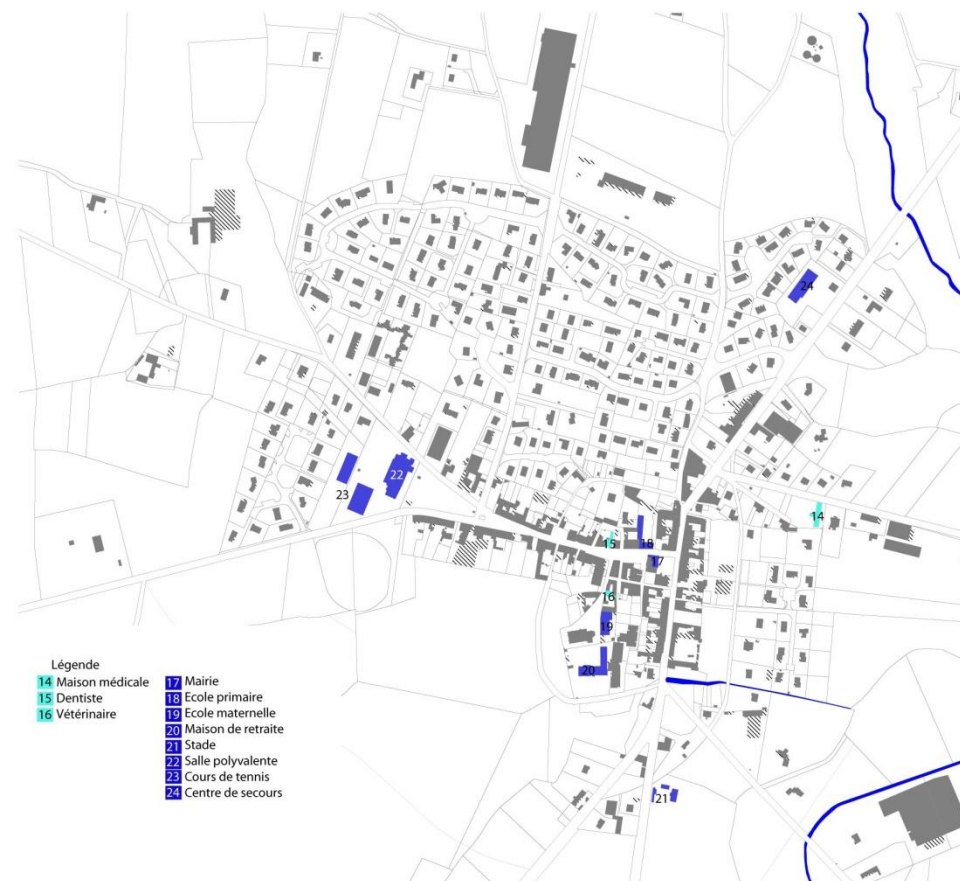 24
22
23
14
15
18
17
16
19
20
21
Légende
14 Maison médicale
15 Dentiste
16 Vétérinaire
17 Mairie
18 Ecole primaire
19 Ecole maternelle
20 Maison de retraite
21 Stade
22 Salle polyvalente
23 Cours de tennis
24 Centre de secours